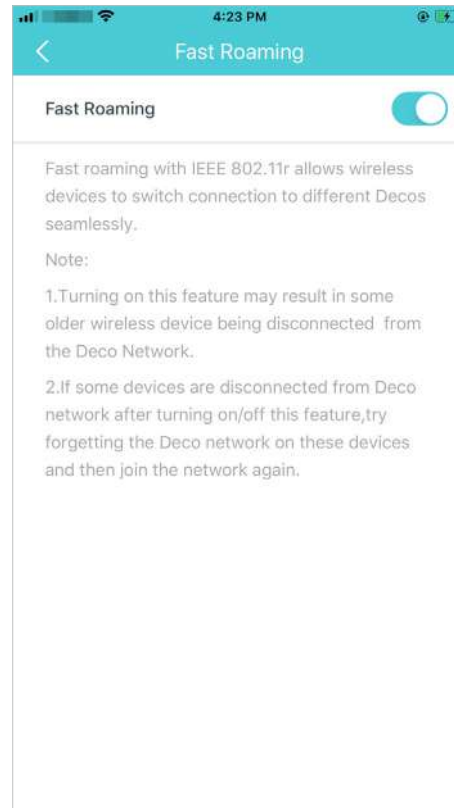 4:23 PM
Fast Roaming
Fast Roaming
Fast roaming with IEEE 802.11r allows wireless
devices to switch connection to different Decos
seamlessly.
Note:
1.Turning on this feature may result in some
older wireless device being disconnected from
the Deco Network.
2.If some devices are disconnected from Deco
network after turning on/off this feature,try
forgetting the Deco network on these devices
and then join the network again.